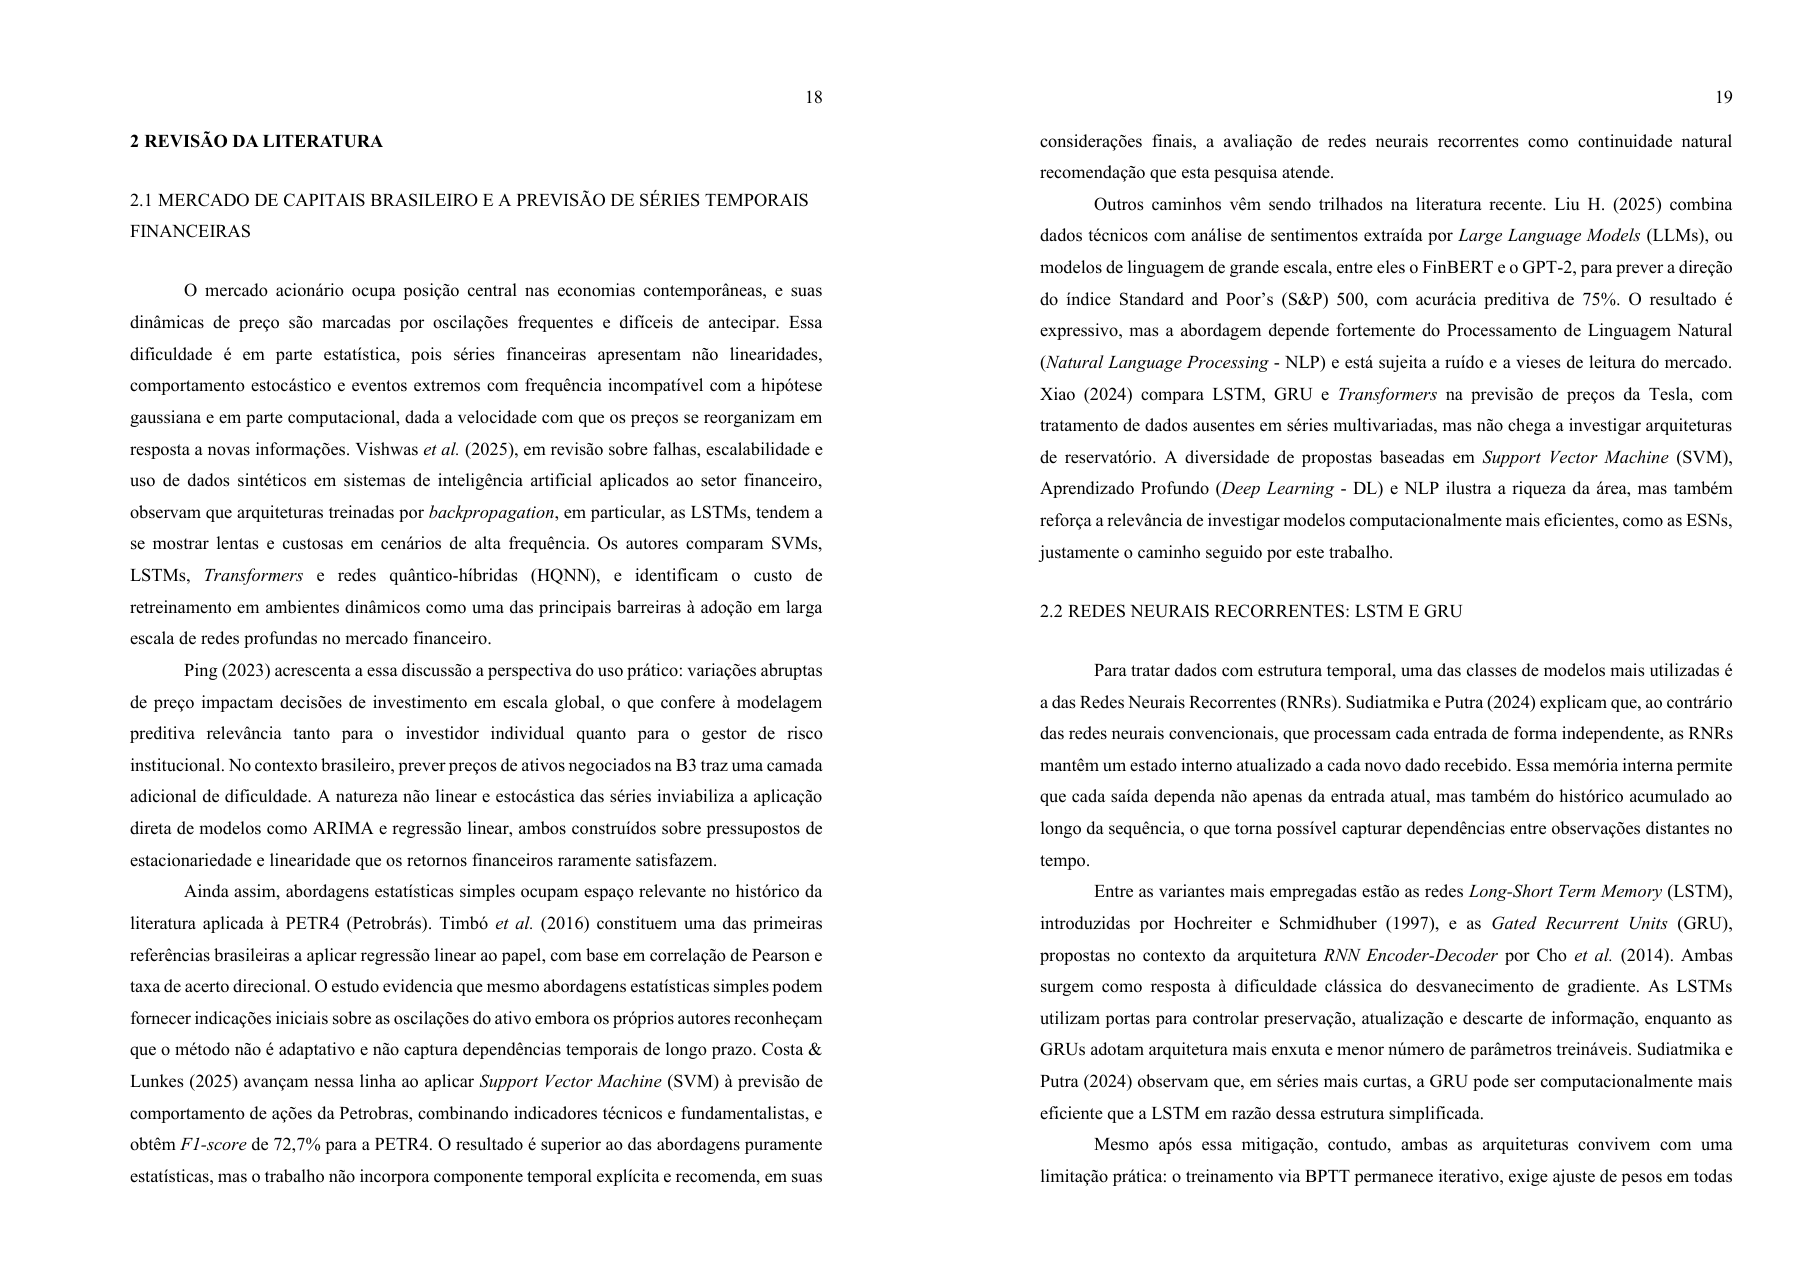 18
2 REVISÃO DA LITERATURA
2.1 MERCADO DE CAPITAIS BRASILEIRO E A PREVISÃO DE SÉRIES TEMPORAIS
FINANCEIRAS
O mercado acionário ocupa posição central nas economias contemporâneas, e suas
dinâmicas de preço são marcadas por oscilações frequentes e difíceis de antecipar. Essa
dificuldade é em parte estatística, pois séries financeiras apresentam não linearidades,
comportamento estocástico e eventos extremos com frequência incompatível com a hipótese
gaussiana e em parte computacional, dada a velocidade com que os preços se reorganizam em
resposta a novas informações. Vishwas et al. (2025), em revisão sobre falhas, escalabilidade e
uso de dados sintéticos em sistemas de inteligência artificial aplicados ao setor financeiro,
observam que arquiteturas treinadas por backpropagation, em particular, as LSTMs, tendem a
se mostrar lentas e custosas em cenários de alta frequência. Os autores comparam SVMs,
LSTMs, Transformers e redes quântico-híbridas (HQNN), e identificam o custo de
retreinamento em ambientes dinâmicos como uma das principais barreiras à adoção em larga
escala de redes profundas no mercado financeiro.
Ping (2023) acrescenta a essa discussão a perspectiva do uso prático: variações abruptas
de preço impactam decisões de investimento em escala global, o que confere à modelagem
preditiva relevância tanto para o investidor individual quanto para o gestor de risco
institucional. No contexto brasileiro, prever preços de ativos negociados na B3 traz uma camada
adicional de dificuldade. A natureza não linear e estocástica das séries inviabiliza a aplicação
direta de modelos como ARIMA e regressão linear, ambos construídos sobre pressupostos de
estacionariedade e linearidade que os retornos financeiros raramente satisfazem.
Ainda assim, abordagens estatísticas simples ocupam espaço relevante no histórico da
literatura aplicada à PETR4 (Petrobrás). Timbó et al. (2016) constituem uma das primeiras
referências brasileiras a aplicar regressão linear ao papel, com base em correlação de Pearson e
taxa de acerto direcional. O estudo evidencia que mesmo abordagens estatísticas simples podem
fornecer indicações iniciais sobre as oscilações do ativo embora os próprios autores reconheçam
que o método não é adaptativo e não captura dependências temporais de longo prazo. Costa &
Lunkes (2025) avançam nessa linha ao aplicar Support Vector Machine (SVM) à previsão de
comportamento de ações da Petrobras, combinando indicadores técnicos e fundamentalistas, e
obtêm F1-score de 72,7% para a PETR4. O resultado é superior ao das abordagens puramente
estatísticas, mas o trabalho não incorpora componente temporal explícita e recomenda, em suas
19
considerações finais, a avaliação de redes neurais recorrentes como continuidade natural
recomendação que esta pesquisa atende.
Outros caminhos vêm sendo trilhados na literatura recente. Liu H. (2025) combina
dados técnicos com análise de sentimentos extraída por Large Language Models (LLMs), ou
modelos de linguagem de grande escala, entre eles o FinBERT e o GPT-2, para prever a direção
do índice Standard and Poor’s (S&P) 500, com acurácia preditiva de 75%. O resultado é
expressivo, mas a abordagem depende fortemente do Processamento de Linguagem Natural
(Natural Language Processing - NLP) e está sujeita a ruído e a vieses de leitura do mercado.
Xiao (2024) compara LSTM, GRU e Transformers na previsão de preços da Tesla, com
tratamento de dados ausentes em séries multivariadas, mas não chega a investigar arquiteturas
de reservatório. A diversidade de propostas baseadas em Support Vector Machine (SVM),
Aprendizado Profundo (Deep Learning - DL) e NLP ilustra a riqueza da área, mas também
reforça a relevância de investigar modelos computacionalmente mais eficientes, como as ESNs,
justamente o caminho seguido por este trabalho.
2.2 REDES NEURAIS RECORRENTES: LSTM E GRU
Para tratar dados com estrutura temporal, uma das classes de modelos mais utilizadas é
a das Redes Neurais Recorrentes (RNRs). Sudiatmika e Putra (2024) explicam que, ao contrário
das redes neurais convencionais, que processam cada entrada de forma independente, as RNRs
mantêm um estado interno atualizado a cada novo dado recebido. Essa memória interna permite
que cada saída dependa não apenas da entrada atual, mas também do histórico acumulado ao
longo da sequência, o que torna possível capturar dependências entre observações distantes no
tempo.
Entre as variantes mais empregadas estão as redes Long-Short Term Memory (LSTM),
introduzidas por Hochreiter e Schmidhuber (1997), e as Gated Recurrent Units (GRU),
propostas no contexto da arquitetura RNN Encoder-Decoder por Cho et al. (2014). Ambas
surgem como resposta à dificuldade clássica do desvanecimento de gradiente. As LSTMs
utilizam portas para controlar preservação, atualização e descarte de informação, enquanto as
GRUs adotam arquitetura mais enxuta e menor número de parâmetros treináveis. Sudiatmika e
Putra (2024) observam que, em séries mais curtas, a GRU pode ser computacionalmente mais
eficiente que a LSTM em razão dessa estrutura simplificada.
Mesmo após essa mitigação, contudo, ambas as arquiteturas convivem com uma
limitação prática: o treinamento via BPTT permanece iterativo, exige ajuste de pesos em todas